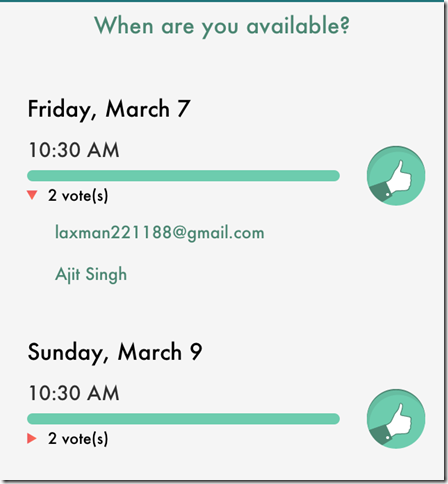 When are you available?
Friday, March 7
10:30 AM
2 vote(s)
laxman221188@gmail.com
Ajit Singh
Sunday, March 9
10:30 AM
2 vote(s)